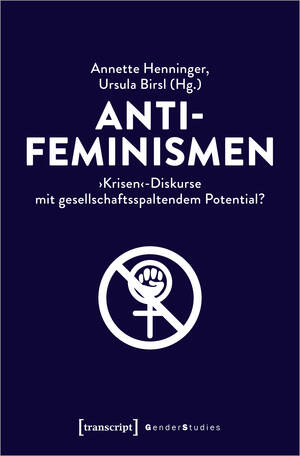 Annette Henninger,
Ursula Birsl (Hg.)
ANTI-
FEMINISMEN
›Krisen‹-Diskurse
mit gesellschaftsspaltendem Potential?
[transcript] GenderStudies